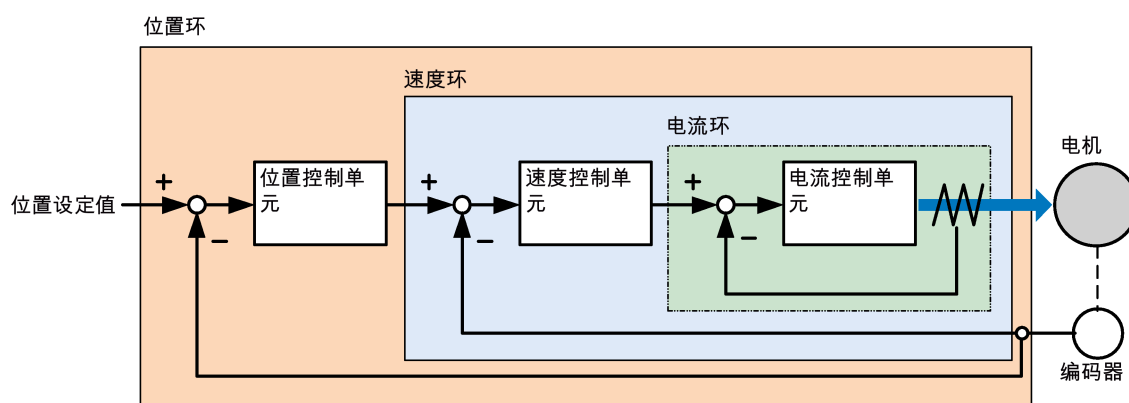 位置环
速度环
电流环
电机
+
位置控制单
元
+
速度控制单
元
+
电流控制单
元
位置设定值
−
−
−
编码器